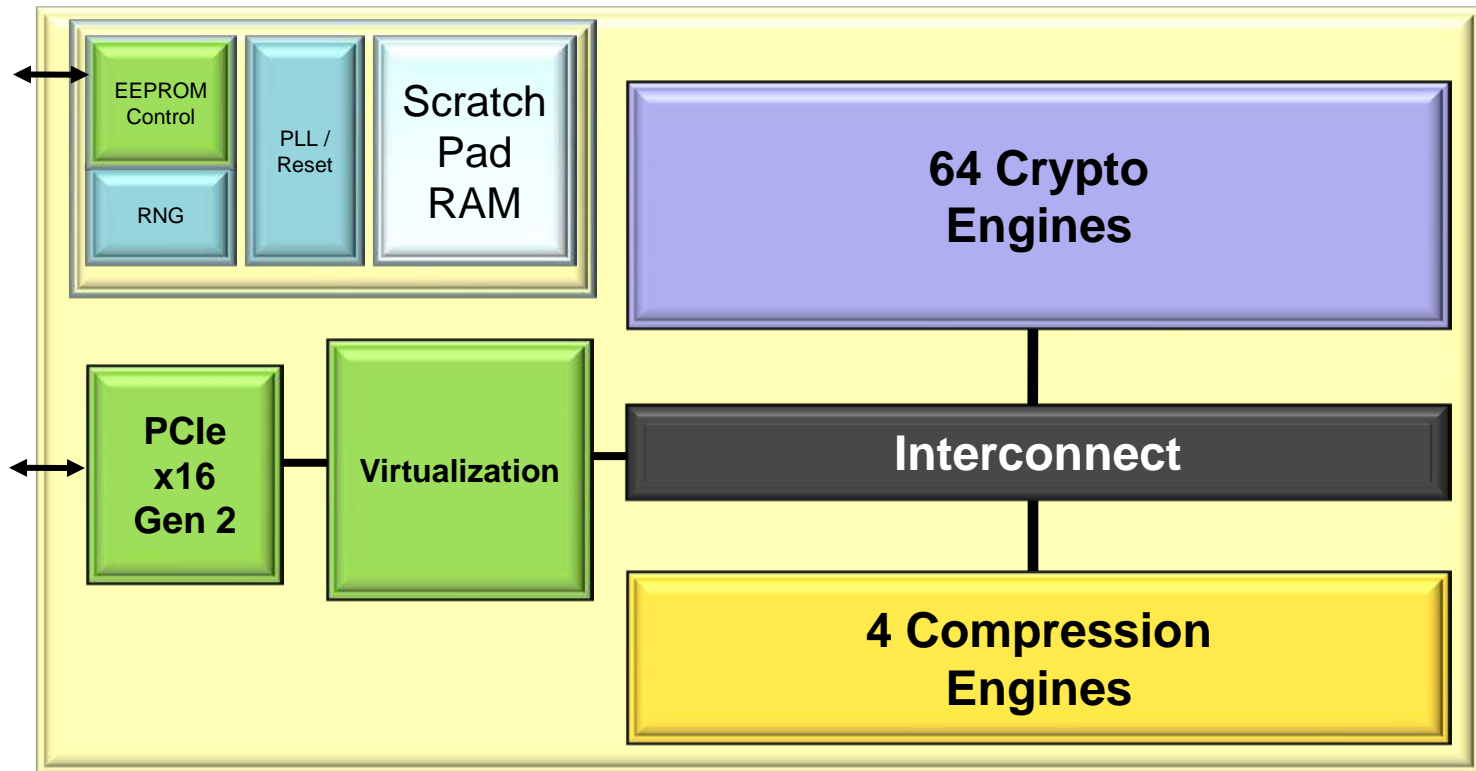 EEPROM
Control
RNG
PLL /
Reset
Scratch
Pad
RAM
64 Crypto
Engines
PCIe
x16
Gen 2
Virtualization
Interconnect
4 Compression
Engines